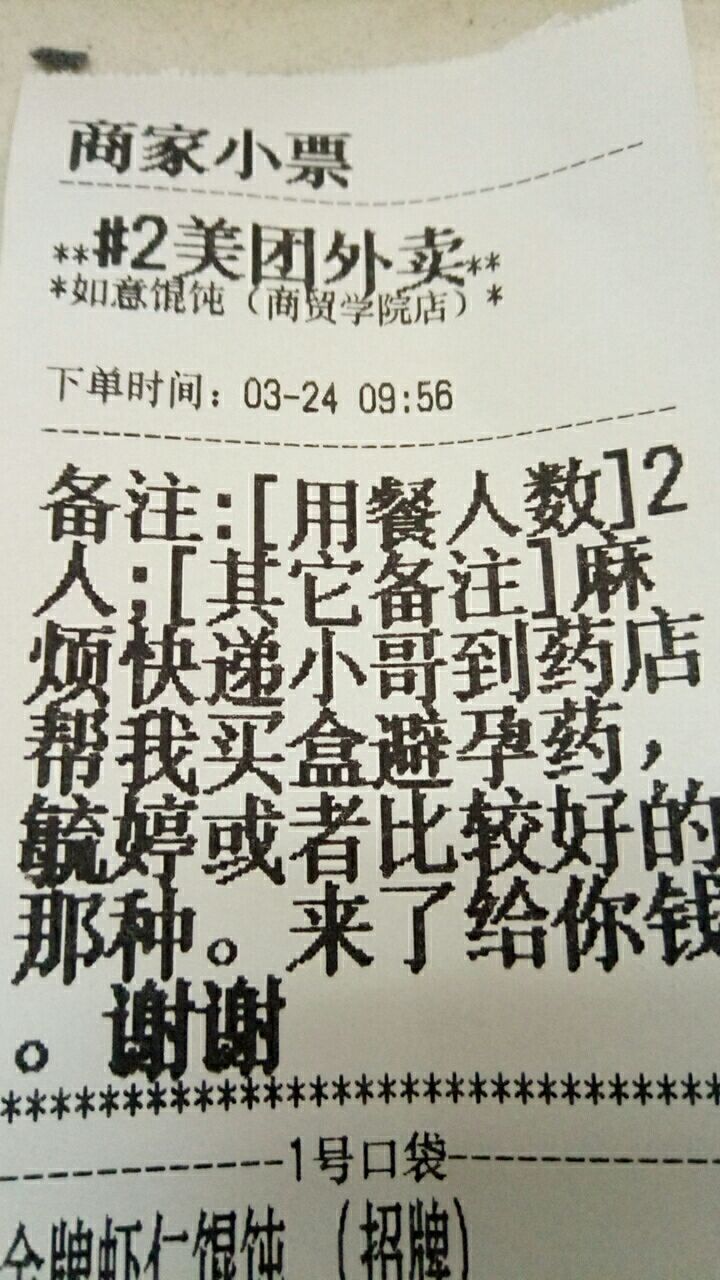 商家小票
**#2美团外卖**
*如意馄饨（商贸学院店）*
下单时间：03-24 09:56
备注:[用餐人数]2
人;[其它备注]麻
烦快递小哥到药店
帮我买盒避孕药，
毓婷或者比较好的
那种。来了给你钱
。谢谢
******************************
1号口袋
金牌虾仁馄饨（招牌）